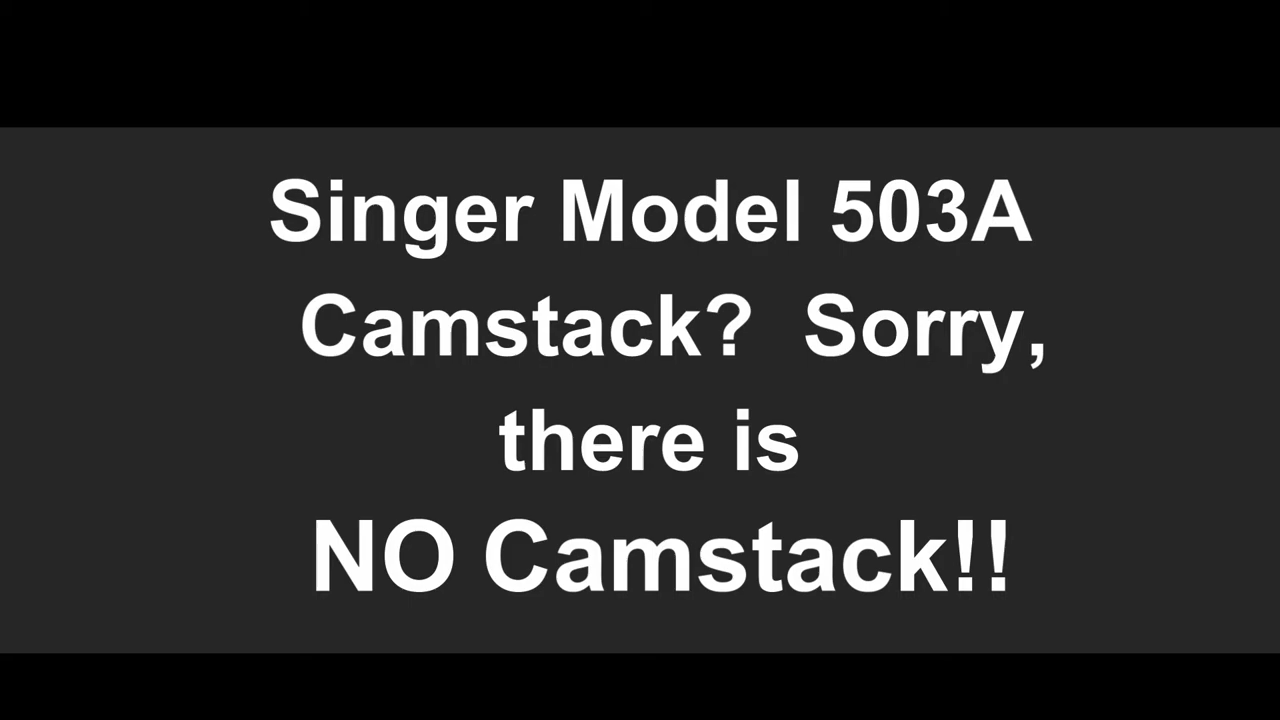 Singer Model 503A
Camstack?  Sorry,
there is
NO Camstack!!